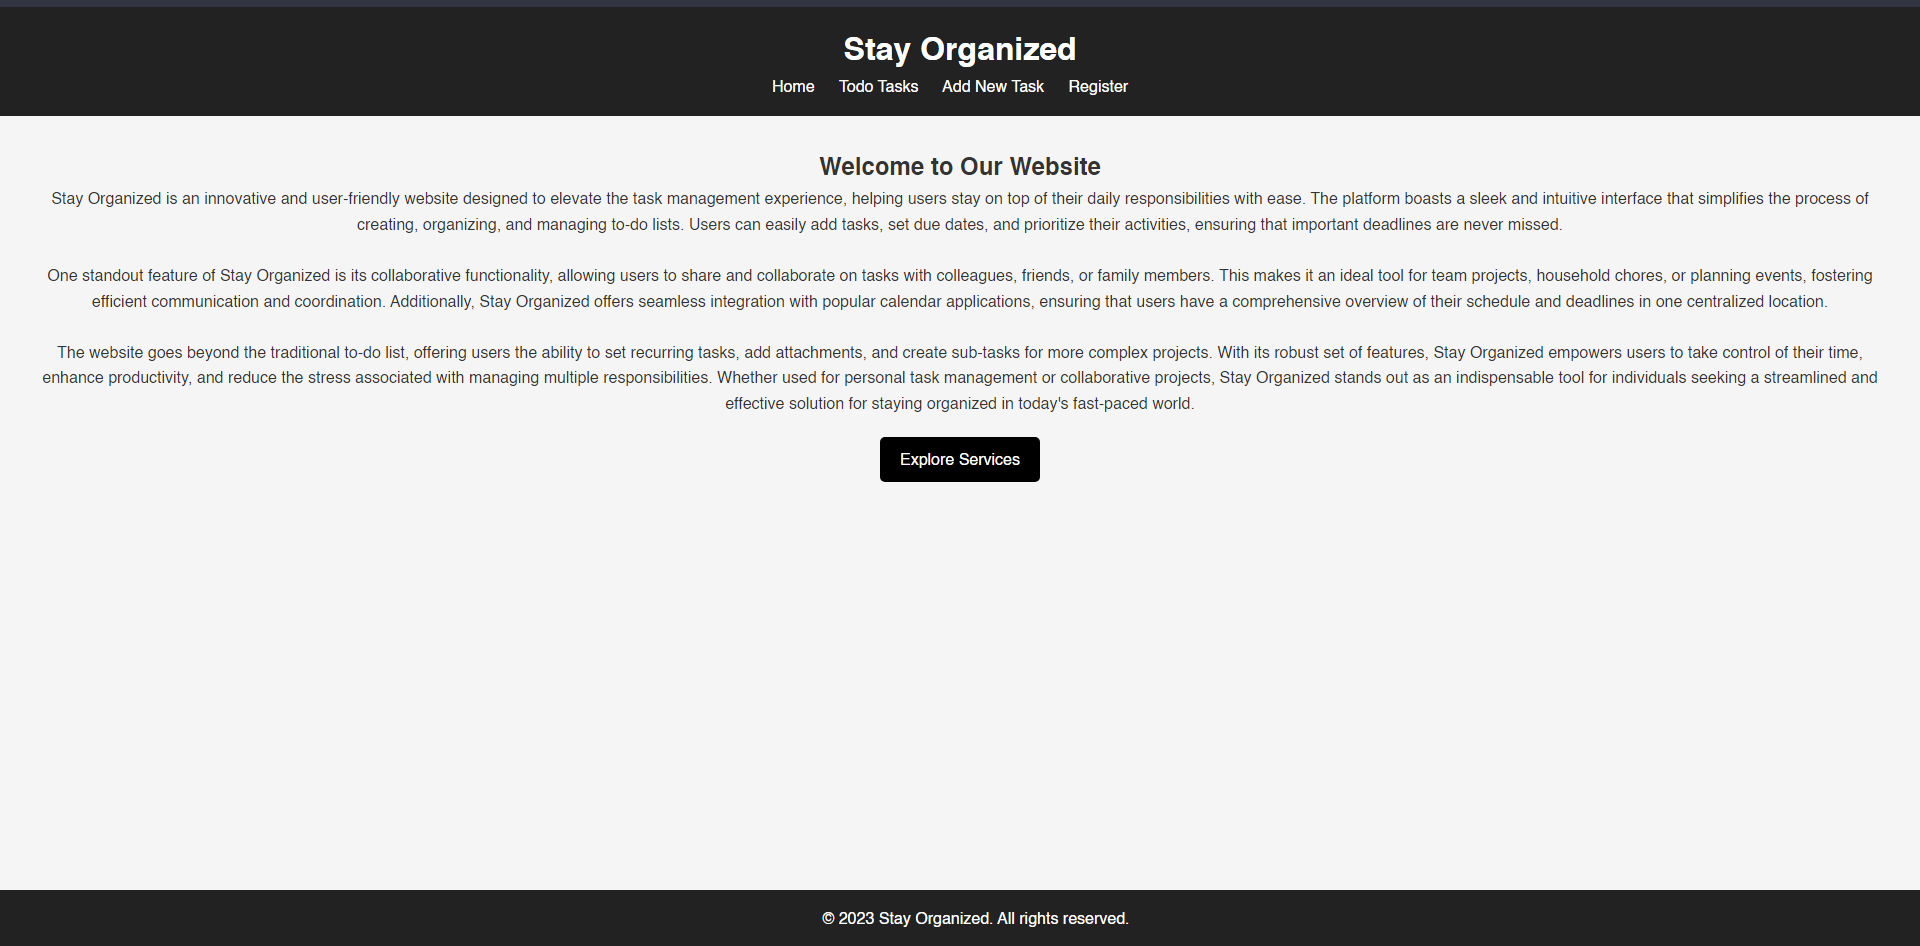 Stay Organized
Home Todo Tasks Add New Task Register
Welcome to Our Website
Stay Organized is an innovative and user-friendly website designed to elevate the task management experience, helping users stay on top of their daily responsibilities with ease. The platform boasts a sleek and intuitive interface that simplifies the process of
creating, organizing, and managing to-do lists. Users can easily add tasks, set due dates, and prioritize their activities, ensuring that important deadlines are never missed.
One standout feature of Stay Organized is its collaborative functionality, allowing users to share and collaborate on tasks with colleagues, friends, or family members. This makes it an ideal tool for team projects, household chores, or planning events, fostering
efficient communication and coordination. Additionally, Stay Organized offers seamless integration with popular calendar applications, ensuring that users have a comprehensive overview of their schedule and deadlines in one centralized location.
The website goes beyond the traditional to-do list, offering users the ability to set recurring tasks, add attachments, and create sub-tasks for more complex projects. With its robust set of features, Stay Organized empowers users to take control of their time,
enhance productivity, and reduce the stress associated with managing multiple responsibilities. Whether used for personal task management or collaborative projects, Stay Organized stands out as an indispensable tool for individuals seeking a streamlined and
effective solution for staying organized in today's fast-paced world.
Explore Services
© 2023 Stay Organized. All rights reserved.